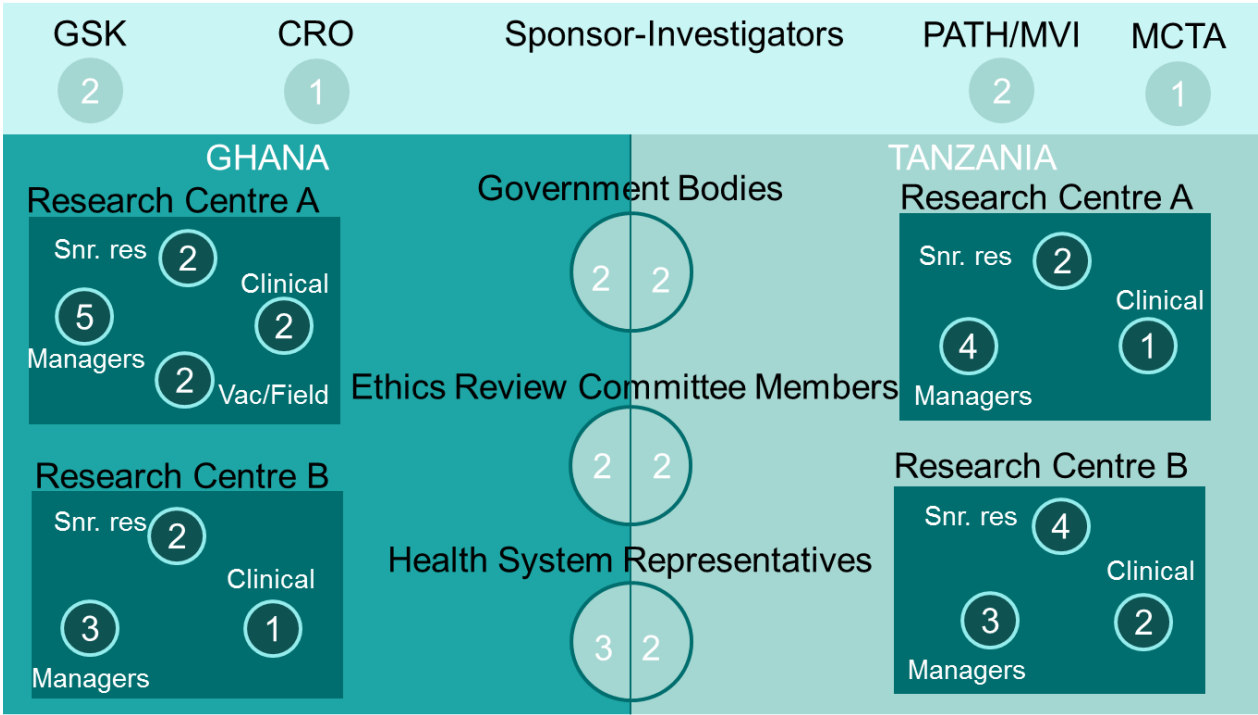 GSK
CRO
Sponsor-Investigators
PATH/MVI
MCTA
2
1
2
1
GHANA
TANZANIA
Government Bodies
2
2
Ethics Review Committee Members
2
2
Health System Representatives
3
2
Research Centre A
Snr. res
2
Clinical
2
5
Managers
2
Vac/Field
Research Centre B
Snr. res
2
Clinical
1
3
Managers
Research Centre A
Snr. res
2
Clinical
1
4
Managers
Research Centre B
Snr. res
4
Clinical
2
3
Managers